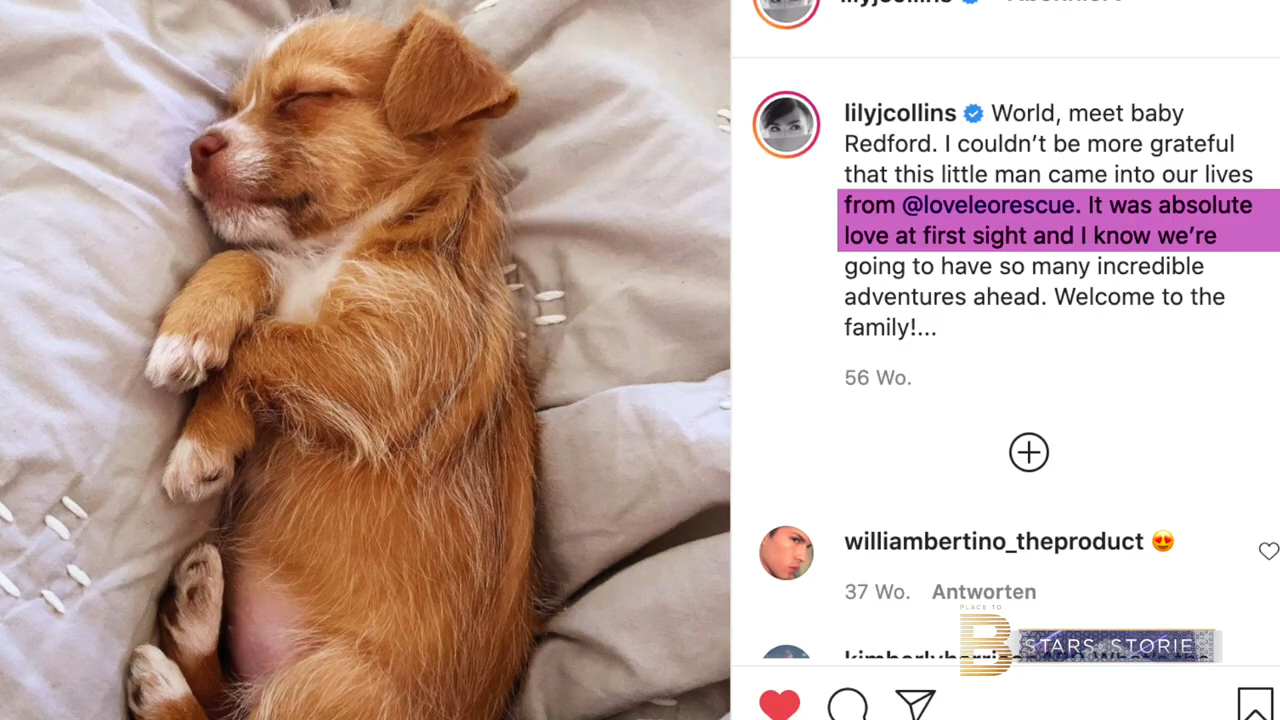 lilyjcollins World, meet baby
Redford. I couldn't be more grateful
that this little man came into our lives
from @loveleorescue. It was absolute
love at first sight and I know we're
going to have so many incredible
adventures ahead. Welcome to the
family!...
56 Wo.
williambertino_theproduct 😍
37 Wo. Antworten
PLACE TO
B STARS & STORIE